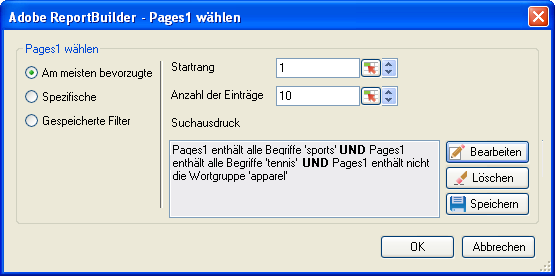 Adobe ReportBuilder - Pages1 wählen
Pages1 wählen
Am meisten bevorzugte
Spezifische
Gespeicherte Filter
Startrang
1
Anzahl der Einträge
10
Suchausdruck
Pages1 enthält alle Begriffe 'sports' UND Pages1
enthält alle Begriffe 'tennis' UND Pages1 enthält nicht
die Wortgruppe 'apparel'
Bearbeiten
Löschen
Speichern
OK
Abbrechen